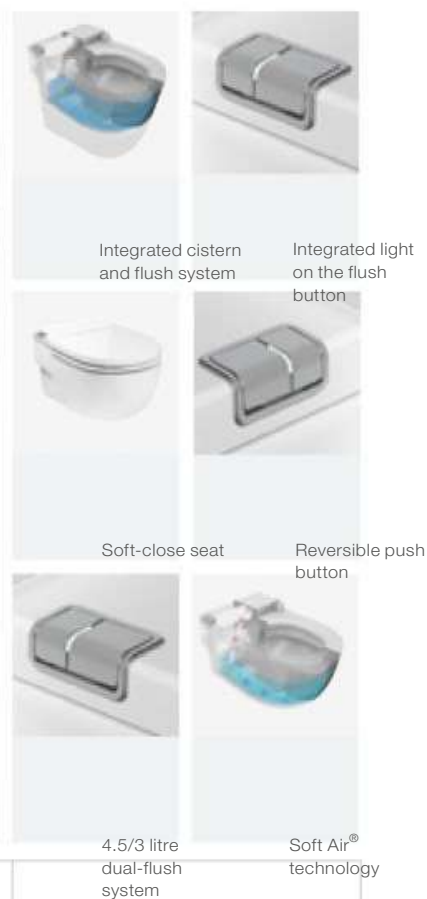 Integrated cistern
and flush system
Integrated light
on the flush
button
Soft-close seat
Reversible push
button
4.5/3 litre
dual-flush
system
Soft Air®
technology